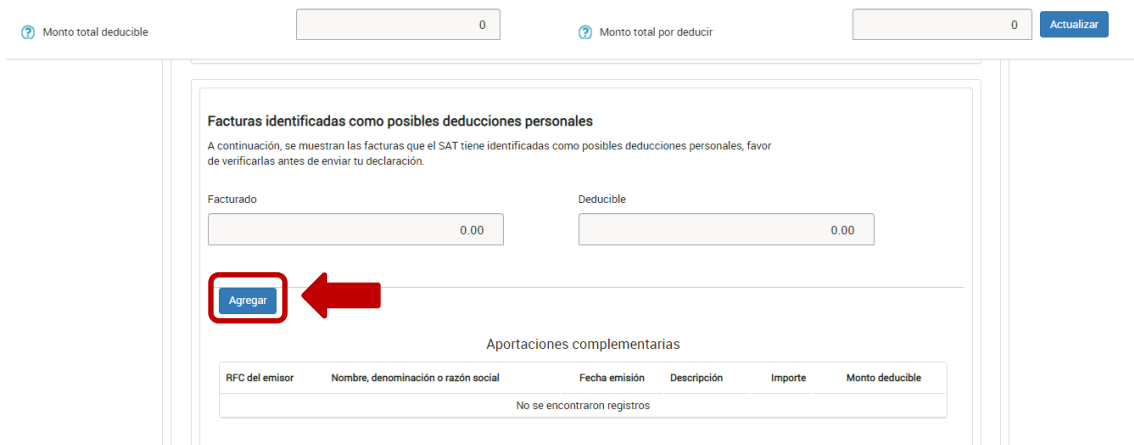 Monto total deducible 0 Monto total por deducir 0 Actualizar
Facturas identificadas como posibles deducciones personales
A continuación, se muestran las facturas que el SAT tiene identificadas como posibles deducciones personales, favor
de verificarlas antes de enviar tu declaración.
Facturado Deducible
0.00 0.00
Agregar
Aportaciones complementarias
RFC del emisor Nombre, denominación o razón social Fecha emisión Descripción Importe Monto deducible
No se encontraron registros